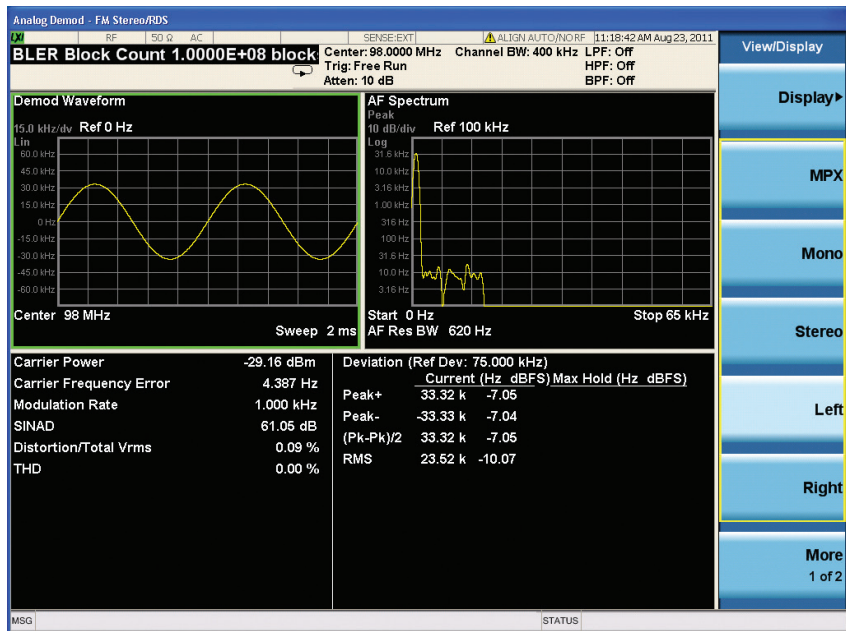 Analog Demod - FM Stereo/RDS
LXI RF 50 Ω AC SENSE:EXT ALIGN AUTO/NO RF 11:18:42 AM Aug 23, 2011
BLER Block Count 1.0000E+08 block
Center: 98.0000 MHz Channel BW: 400 kHz LPF: Off
Trig: Free Run HPF: Off
Atten: 10 dB BPF: Off
View/Display
Display
MPX
Mono
Stereo
Left
Right
More
1 of 2
Demod Waveform
15.0 kHz/dv Ref 0 Hz
Lin
60.0 kHz
45.0 kHz
30.0 kHz
15.0 kHz
0 Hz
-15.0 kHz
-30.0 kHz
-45.0 kHz
-60.0 kHz
Center 98 MHz
Sweep 2 ms
AF Spectrum
Peak
10 dB/div Ref 100 kHz
Log
31.6 kHz
10.0 kHz
3.16 kHz
1.00 kHz
316 Hz
100 Hz
31.6 Hz
10.0 Hz
3.16 Hz
Start 0 Hz Stop 65 kHz
AF Res BW 620 Hz
Carrier Power -29.16 dBm
Carrier Frequency Error 4.387 Hz
Modulation Rate 1.000 kHz
SINAD 61.05 dB
Distortion/Total Vrms 0.09 %
THD 0.00 %
Deviation (Ref Dev: 75.000 kHz)
Current (Hz dBFS) Max Hold (Hz dBFS)
Peak+ 33.32 k -7.05
Peak- -33.33 k -7.04
(Pk-Pk)/2 33.32 k -7.05
RMS 23.52 k -10.07
MSG STATUS